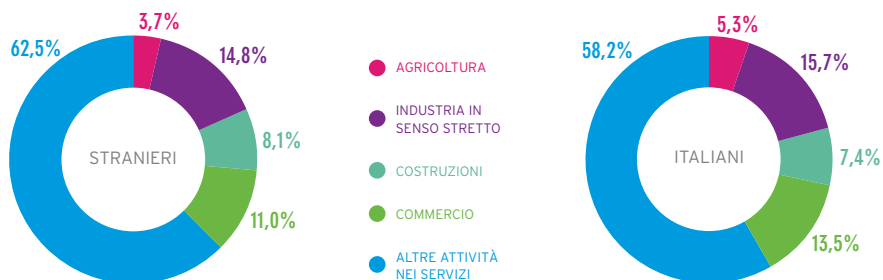 3,7%
62,5%
14,8%
8,1%
11,0%
STRANIERI
AGRICOLTURA
INDUSTRIA IN
SENSO STRETTO
COSTRUZIONI
COMMERCIO
ALTRE ATTIVITÀ
NEI SERVIZI
5,3%
58,2%
15,7%
7,4%
13,5%
ITALIANI